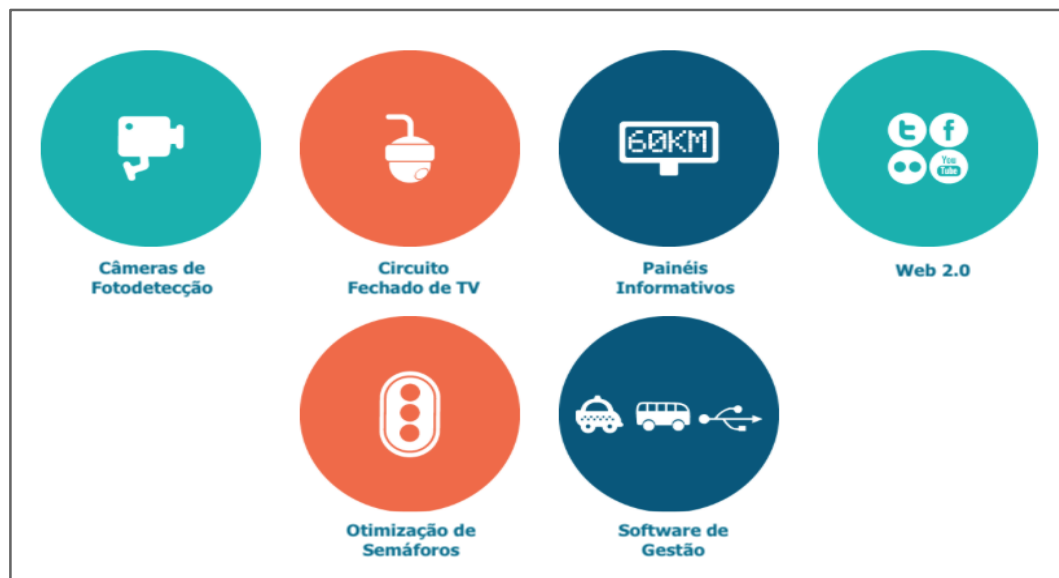 60KM
You
Tube
Câmeras de
Fotodetecção
Circuito
Fechado de TV
Painéis
Informativos
Web 2.0
Otimização de
Semáforos
Software de
Gestão